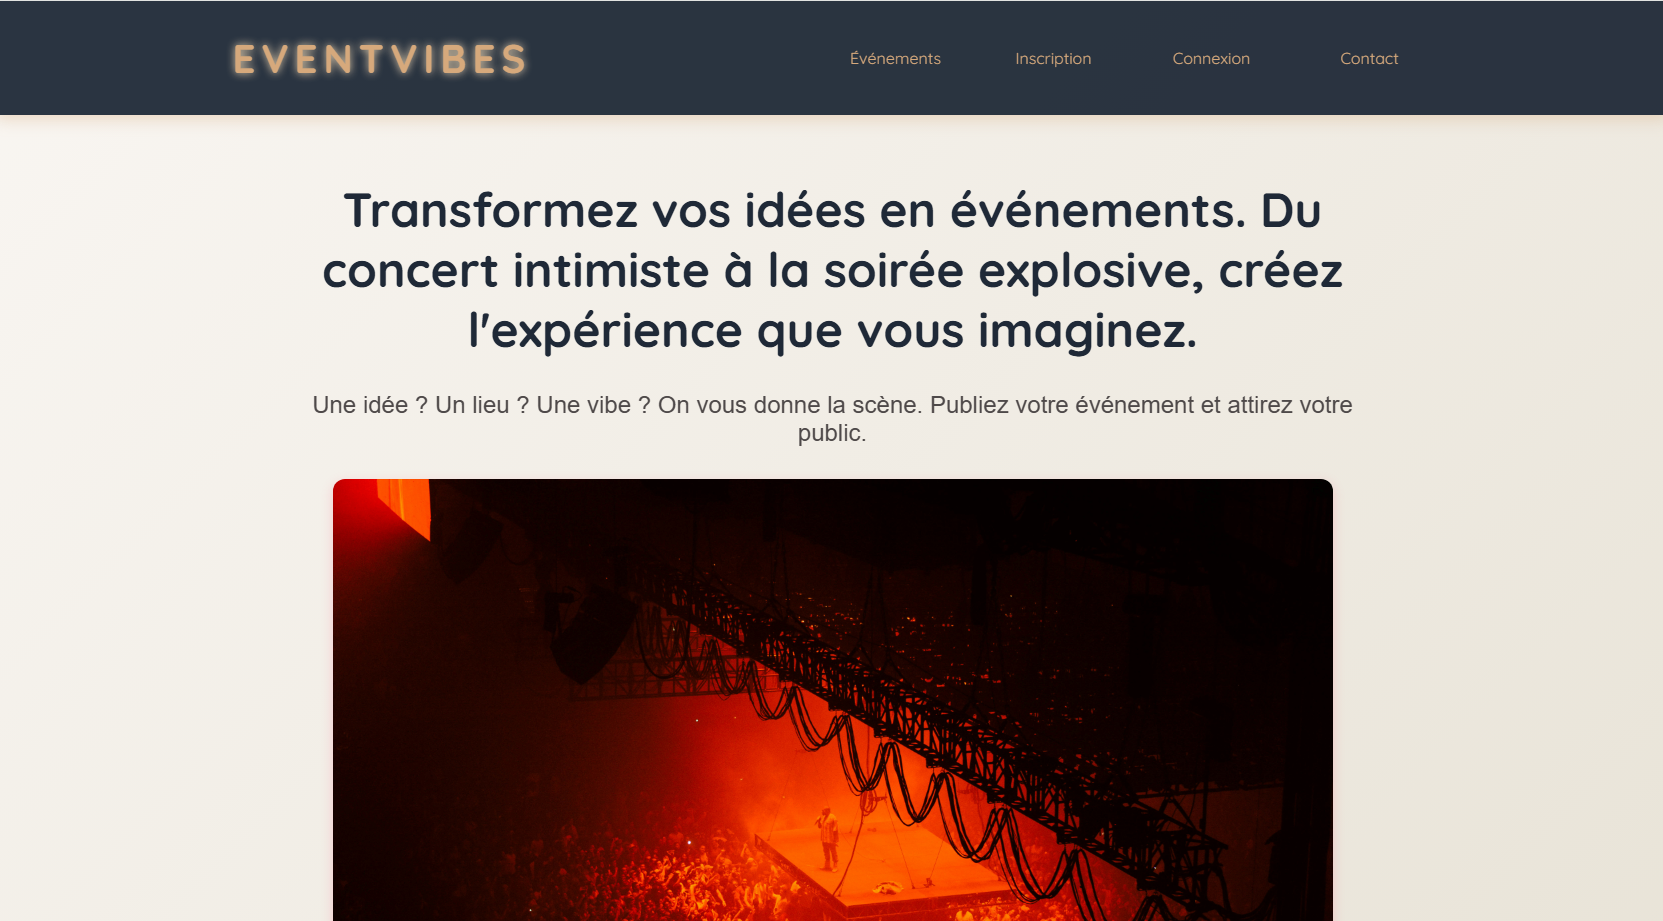 EVENTVIBES
Événements Inscription Connexion Contact
Transformez vos idées en événements. Du
concert intimiste à la soirée explosive, créez
l'expérience que vous imaginez.
Une idée ? Un lieu ? Une vibe ? On vous donne la scène. Publiez votre événement et attirez votre
public.